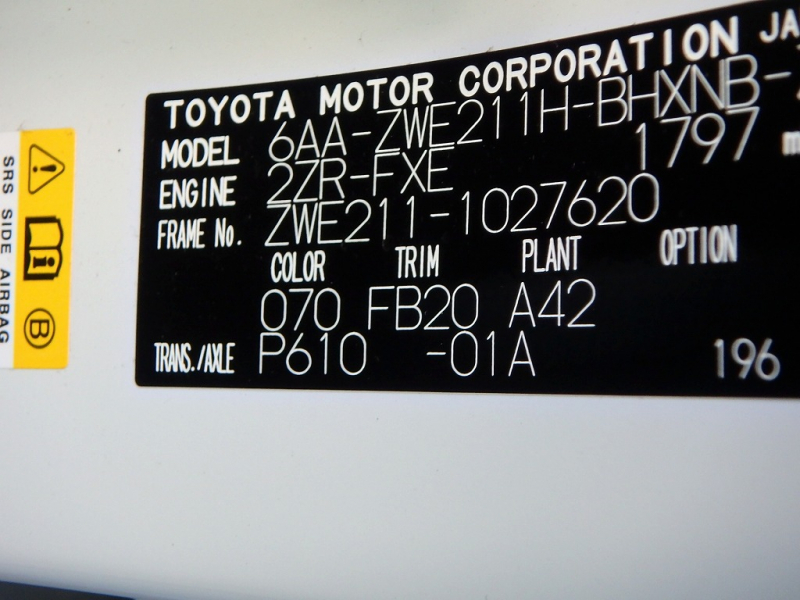 TOYOTA MOTOR CORPORATION JA
MODEL 6AA-ZWE211H-BHXNB-
ENGINE 2ZR-FXE 1797 m
FRAME No. ZWE211-1027620
COLOR TRIM PLANT OPTION
070 FB20 A42
TRANS./AXLE P610 -01A 196
SRS SIDE AIRBAG
B